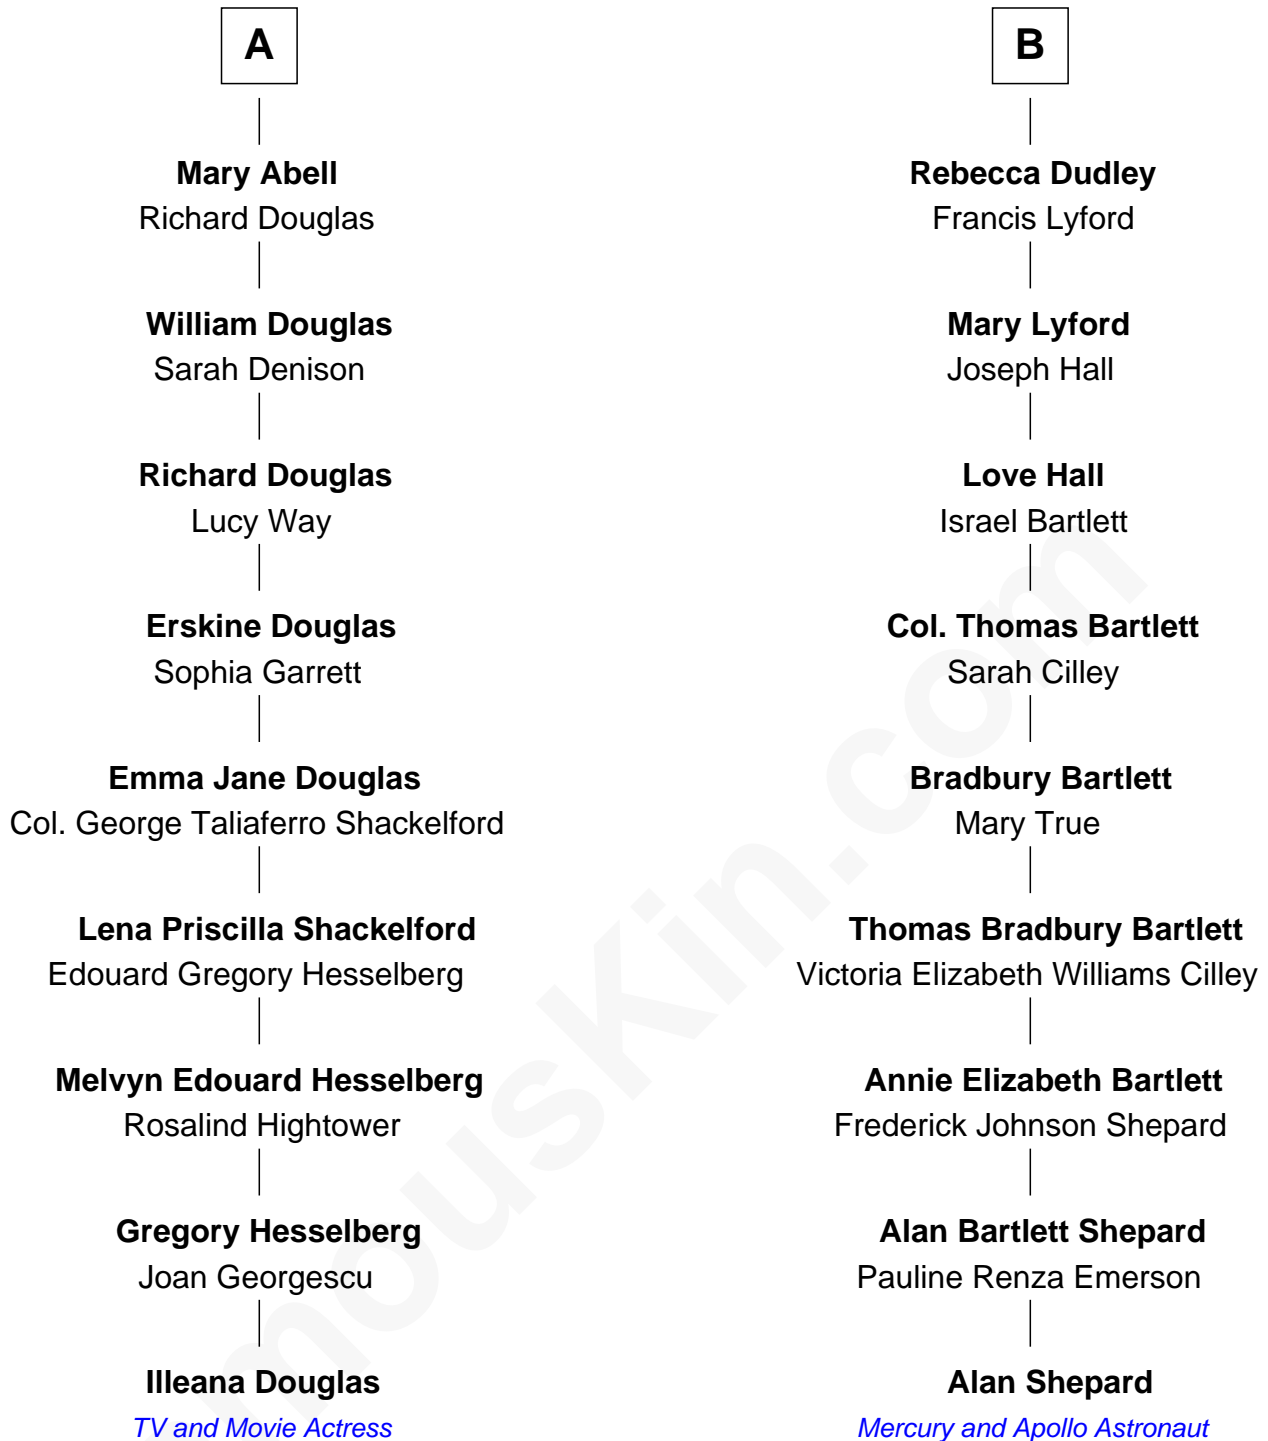 A
Mary Abell
Richard Douglas
William Douglas
Sarah Denison
Richard Douglas
Lucy Way
Erskine Douglas
Sophia Garrett
Emma Jane Douglas
Col. George Taliaferro Shackelford
Lena Priscilla Shackelford
Edouard Gregory Hesselberg
Melvyn Edouard Hesselberg
Rosalind Hightower
Gregory Hesselberg
Joan Georgescu
Illeana Douglas
TV and Movie Actress
B
Rebecca Dudley
Francis Lyford
Mary Lyford
Joseph Hall
Love Hall
Israel Bartlett
Col. Thomas Bartlett
Sarah Cilley
Bradbury Bartlett
Mary True
Thomas Bradbury Bartlett
Victoria Elizabeth Williams Cilley
Annie Elizabeth Bartlett
Frederick Johnson Shepard
Alan Bartlett Shepard
Pauline Renza Emerson
Alan Shepard
Mercury and Apollo Astronaut
mousKin.com